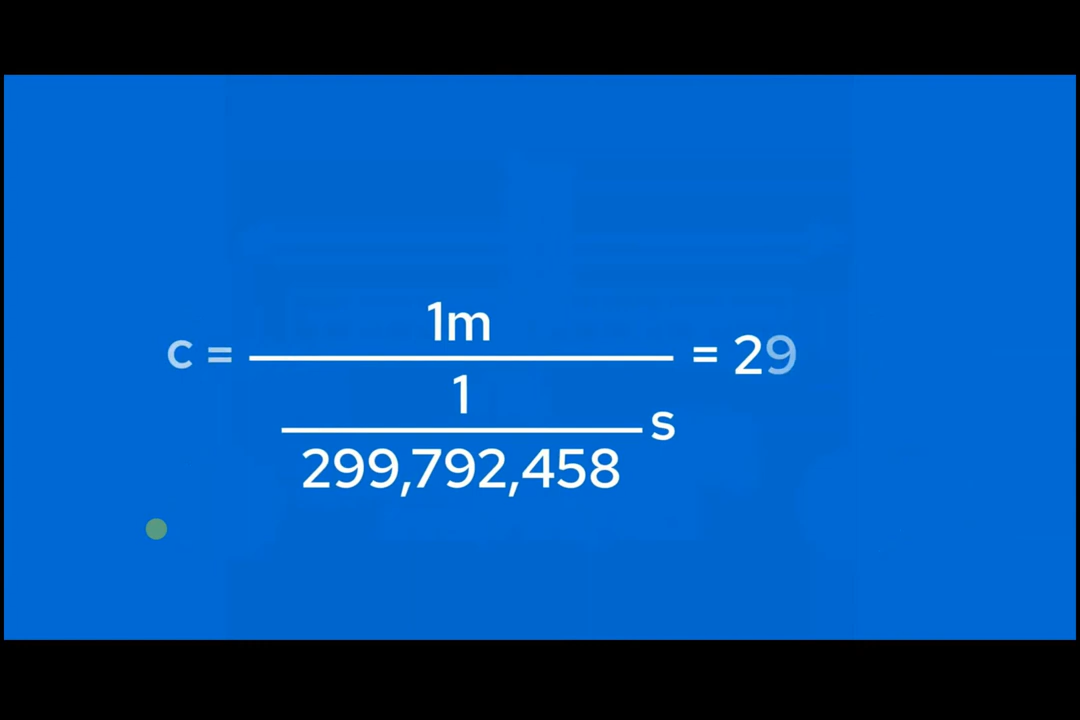 1m
c = = 29
1
s
299,792,458